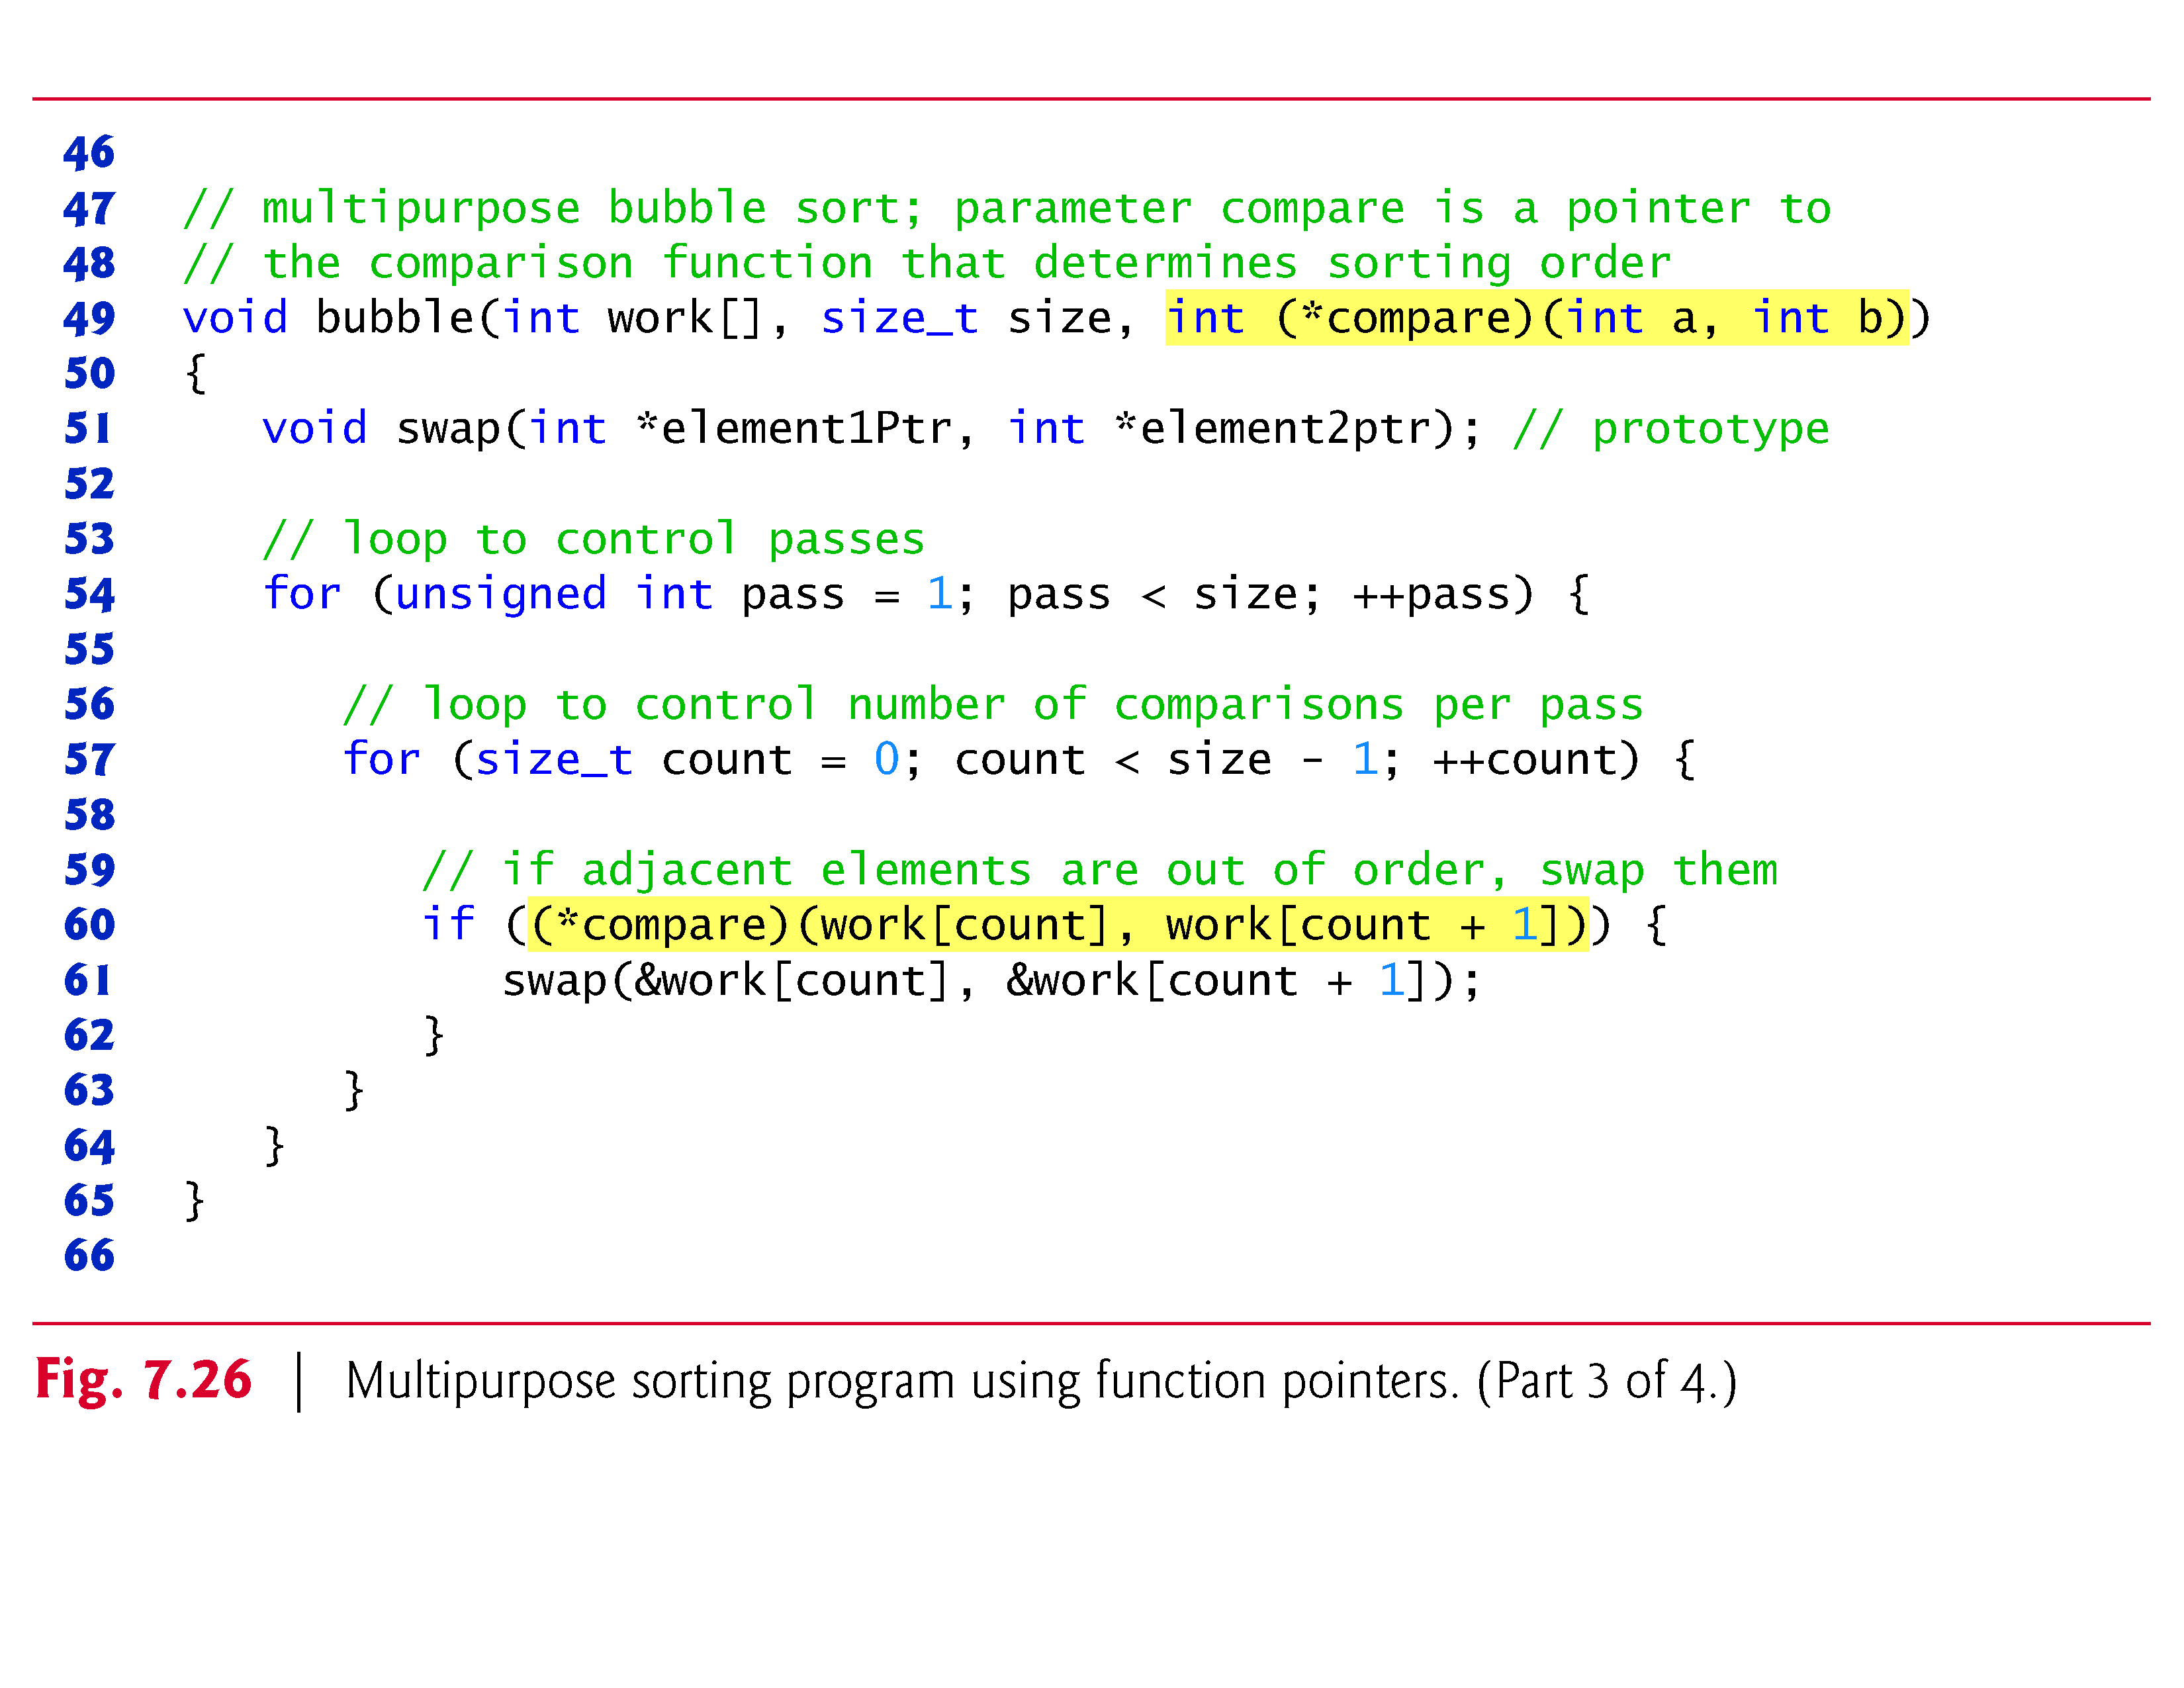 46
47 // multipurpose bubble sort; parameter compare is a pointer to
48 // the comparison function that determines sorting order
49 void bubble(int work[], size_t size, int (*compare)(int a, int b))
50 {
51    void swap(int *element1Ptr, int *element2ptr); // prototype
52
53    // loop to control passes
54    for (unsigned int pass = 1; pass < size; ++pass) {
55
56       // loop to control number of comparisons per pass
57       for (size_t count = 0; count < size - 1; ++count) {
58
59          // if adjacent elements are out of order, swap them
60          if ((*compare)(work[count], work[count + 1])) {
61             swap(&work[count], &work[count + 1]);
62          }
63       }
64    }
65 }
66
Fig. 7.26 | Multipurpose sorting program using function pointers. (Part 3 of 4.)